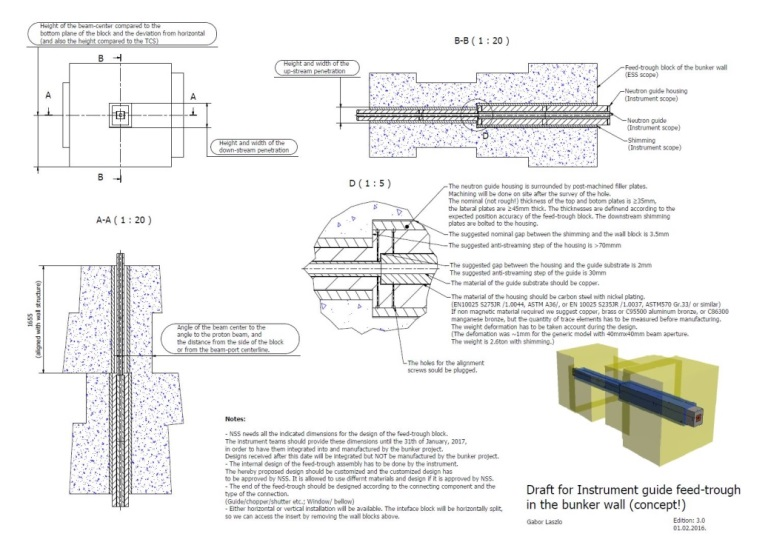 Height of the beam-center compared to the
bottom plane of the block and the deviation from horizontal
(and also the height compared to the TCS)
B
A
A
B
Height and width of the
down-stream penetration
B-B ( 1 : 20 )
Height and width of the
up-stream penetration
D
Feed-trough block of the bunker wall
(ESS scope)
Neutron guide housing
(Instrument scope)
Neutron guide
(Instrument scope)
Shimming
(Instrument scope)
A-A ( 1 : 20 )
1655
(aligned with wall structure)
Angle of the beam center to the
angle to the proton beam, and
the distance from the side of the block
or from the beam-port centerline.
D ( 1 : 5 )
The neutron guide housing is surrounded by post-machined filler plates.
Machining will be done on site after the survey of the hole.
The nominal (not rough!) thickness of the top and botom plates is ≥35mm,
the lateral plates are ≥45mm thick. The thicknesses are definend according to the
expected position accuracy of the feed-trough block. The downstream shimming
plates are bolted to the housing.
The suggested nominal gap between the shimming and the wall block is 3.5mm
The suggested anti-streaming step of the housing is >70mmm
The suggested gap between the housing and the guide substrate is 2mm
The suggested anti-streaming step of the guide is 30mm
The material of the guide substrate should be copper.
The material of the housing should be carbon steel with nickel plating.
(EN10025 S275JR /1.0044, ASTM A36/, or EN 10025 S235JR /1.0037, ASTM570 Gr.33/ or similar)
If non magnetic material required we suggest copper, brass or C95500 aluminum bronze, or C86300
manganese bronze, but the quantity of trace elements has to be measured before manufacturing.
The weight deformation has to be taken account during the design.
(The defomation was ~1mm for the generic model with 40mmx40mm beam aperture.
The weight is 2.6ton with shimming.)
The holes for the alignment
screws sould be plugged.
Notes:
- NSS needs all the indicated dimensions for the design of the feed-trough block.
The instrument teams should provide these dimensions until the 31th of January, 2017,
in order to have them integrated into and manufactured by the bunker project.
Designs received after this date will be integrated but NOT be manufactured by the bunker project.
- The internal design of the feed-trough assembly has to be done by the instrument.
The hereby proposed design should be customized and the customized design has
to be approved by NSS. It is allowed to use differnt materials and design if it is approved by NSS.
- The end of the feed-trough should be designed according to the connecting component and the
type of the connection.
(Guide/chopper/shutter etc.; Window/ bellow)
- Either horizontal or vertical installation will be available. The inteface block will be horizontally split,
so we can access the insert by removing the wall blocks above.
Draft for Instrument guide feed-trough
in the bunker wall (concept!)
Gabor Laszlo
Edition: 3.0
01.02.2016.